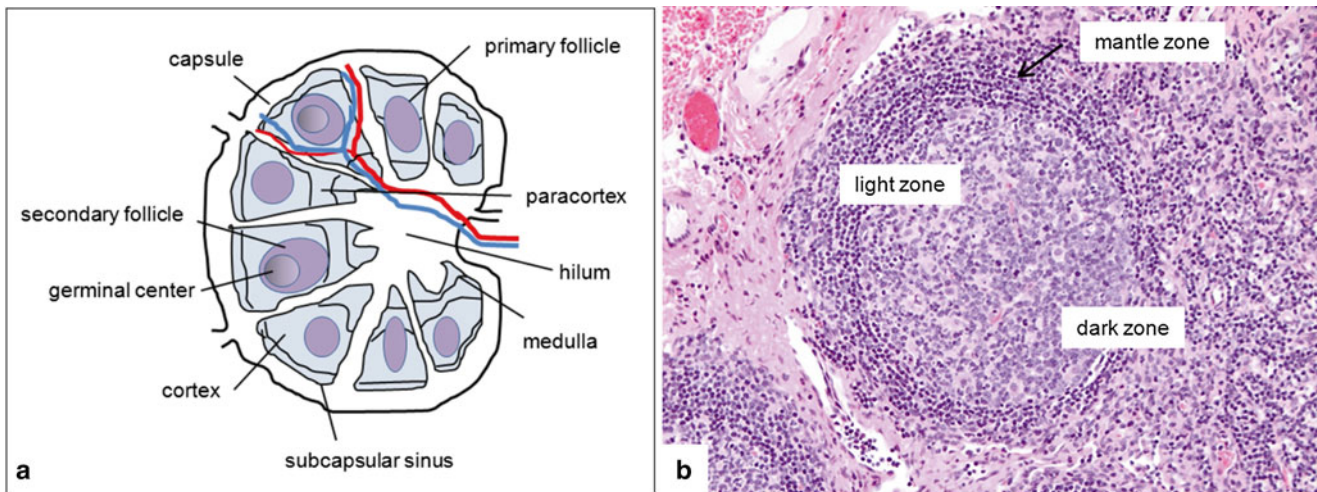 capsule
primary follicle
secondary follicle
paracortex
germinal center
hilum
medulla
cortex
subcapsular sinus
a
mantle zone
light zone
dark zone
b